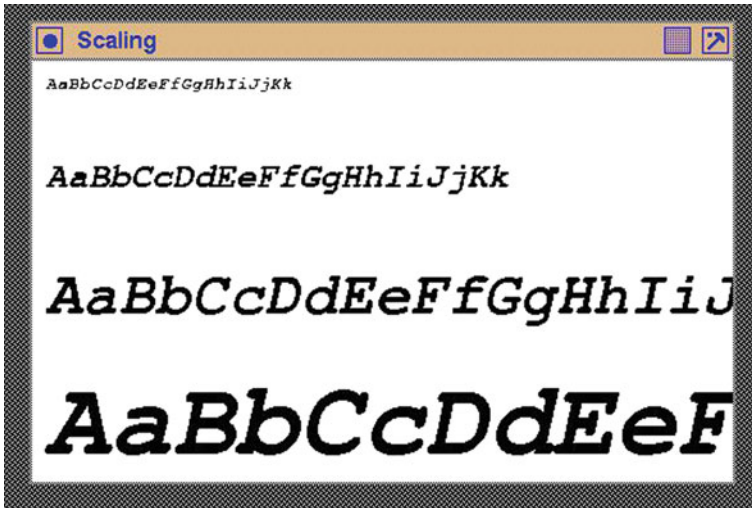 Scaling
AaBbCcDdEeFfGgHhIiJjKk
AaBbCcDdEeFfGgHhIiJjKk
AaBbCcDdEeFfGgHhIiJ
AaBbCcDdEeF